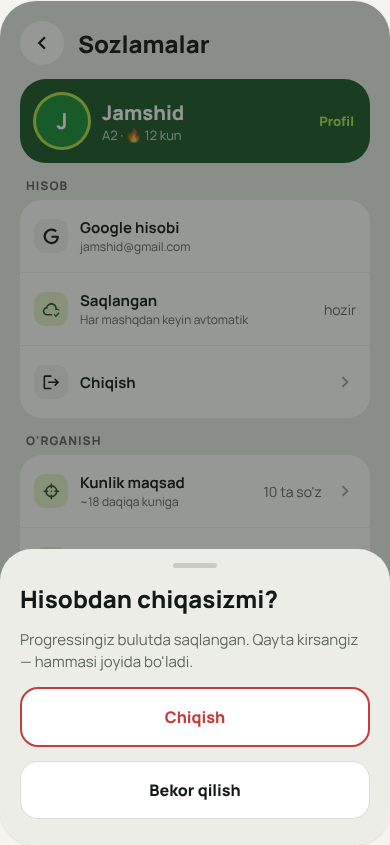 Sozlamalar
J
Jamshid
A2 · 🔥 12 kun
Profil
HISOB
G
Google hisobi
jamshid@gmail.com
Saqlangan
Har mashqdan keyin avtomatik
hozir
Chiqish
O'RGANISH
Kunlik maqsad
~18 daqiqa kuniga
10 ta so'z
Hisobdan chiqasizmi?
Progressingiz bulutda saqlangan. Qayta kirsangiz
— hammasi joyida bo'ladi.
Chiqish
Bekor qilish